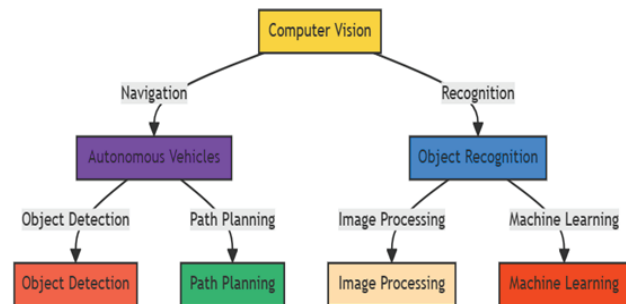 Computer Vision
Navigation
Recognition
Autonomous Vehicles
Object Recognition
Object Detection
Path Planning
Image Processing
Machine Learning
Object Detection
Path Planning
Image Processing
Machine Learning